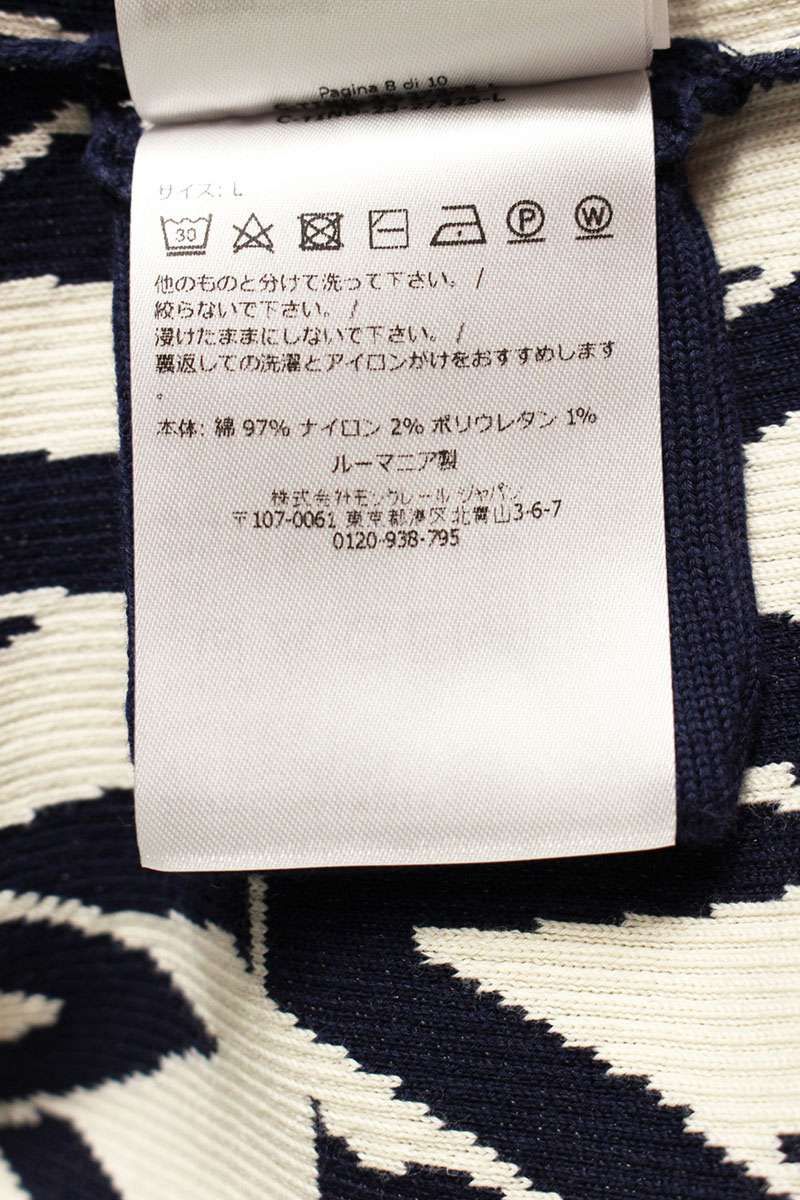 Pagina 8 di 10
サイズ: L
30
P
W
他のものと分けて洗って下さい。 /
絞らないで下さい。 /
浸けたままにしないで下さい。 /
裏返しての洗濯とアイロンかけをおすすめします
。
本体: 綿 97% ナイロン 2% ポリウレタン 1%
ルーマニア製
株式会社モンクレール ジャパン
〒107-0061 東京都港区北青山3-6-7
0120-938-795